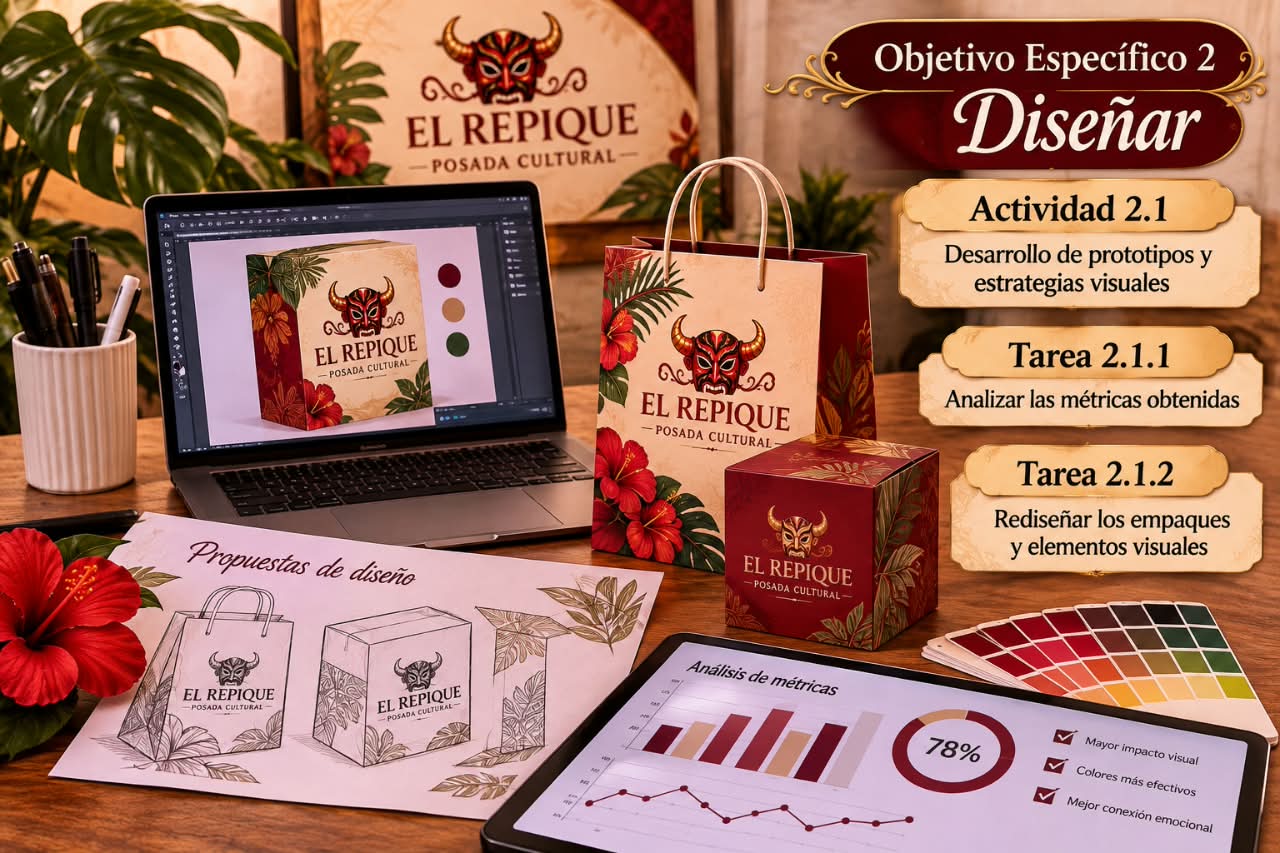 EL REPIQUE
POSADA CULTURAL
Objetivo Específico 2
Diseñar
Actividad 2.1
Desarrollo de prototipos y
estrategias visuales
Tarea 2.1.1
Analizar las métricas obtenidas
Tarea 2.1.2
Rediseñar los empaques
y elementos visuales
EL REPIQUE
POSADA CULTURAL
EL REPIQUE
POSADA CULTURAL
EL REPIQUE
POSADA CULTURAL
Propuestas de diseño
EL REPIQUE
POSADA CULTURAL
EL REPIQUE
POSADA CULTURAL
Análisis de métricas
78%
Mayor impacto visual
Colores más efectivos
Mejor conexión emocional